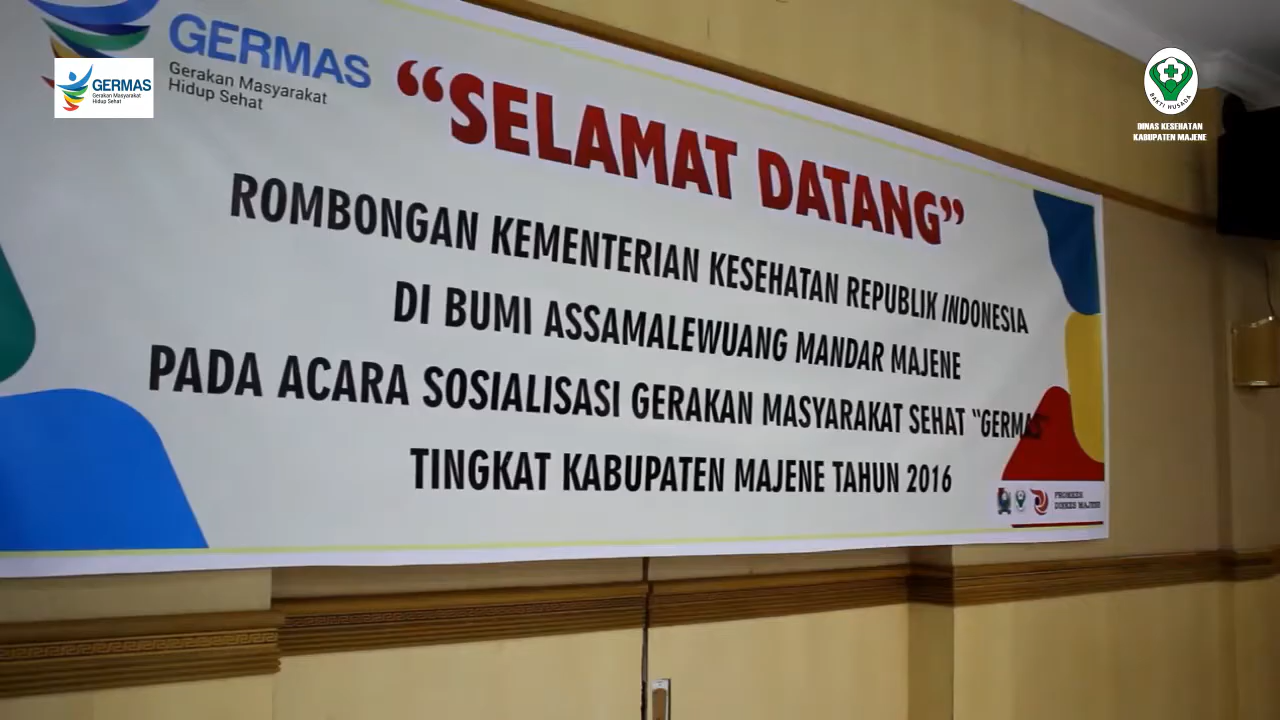 GERMAS
Gerakan Masyarakat
Hidup Sehat
GERMAS
Gerakan Masyarakat
Hidup Sehat
BAKTI HUSADA
DINAS KESEHATAN
KABUPATEN MAJENE
“SELAMAT DATANG”
ROMBONGAN KEMENTERIAN KESEHATAN REPUBLIK INDONESIA
DI BUMI ASSAMALEWUANG MANDAR MAJENE
PADA ACARA SOSIALISASI GERAKAN MASYARAKAT SEHAT “GERMAS”
TINGKAT KABUPATEN MAJENE TAHUN 2016
PROMKES
DINKES MAJENE